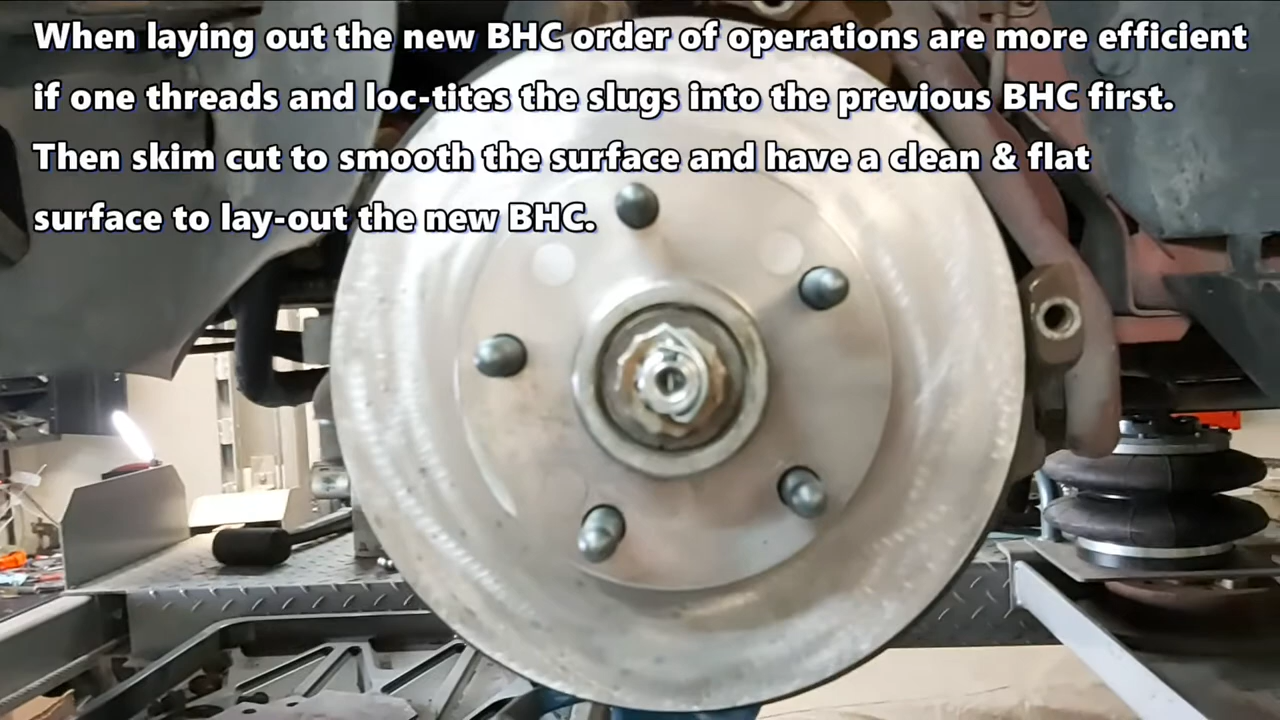 When laying out the new BHC order of operations are more efficient
if one threads and loc-tites the slugs into the previous BHC first.
Then skim cut to smooth the surface and have a clean & flat
surface to lay-out the new BHC.